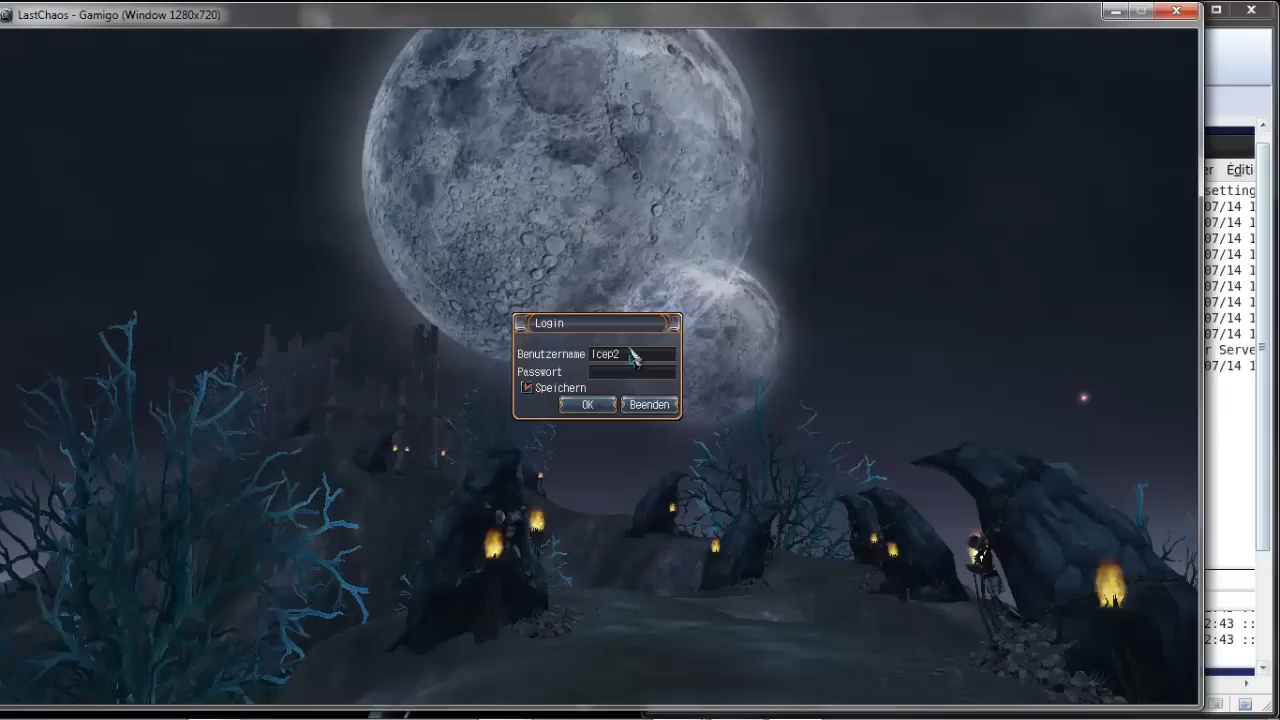 LastChaos - Gamigo (Window 1280x720)
Login
Benutzername Icep2
Passwort
Speichern
OK Beenden
er Éditi
setting
07/14 1
07/14 1
07/14 1
07/14 1
07/14 1
07/14 1
07/14 1
07/14 1
07/14 1
r Serve
07/14 1
2:43 ::
2:43 ::